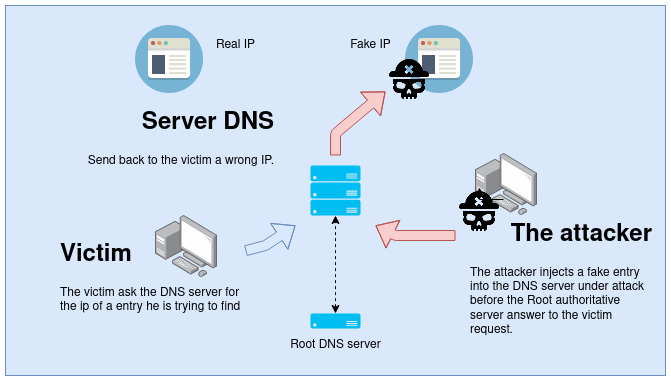 Real IP
Fake IP
Server DNS
Send back to the victim a wrong IP.
Victim
The victim ask the DNS server for
the ip of a entry he is trying to find
The attacker
The attacker injects a fake entry
into the DNS server under attack
before the Root authoritative
server answer to the victim
request.
Root DNS server